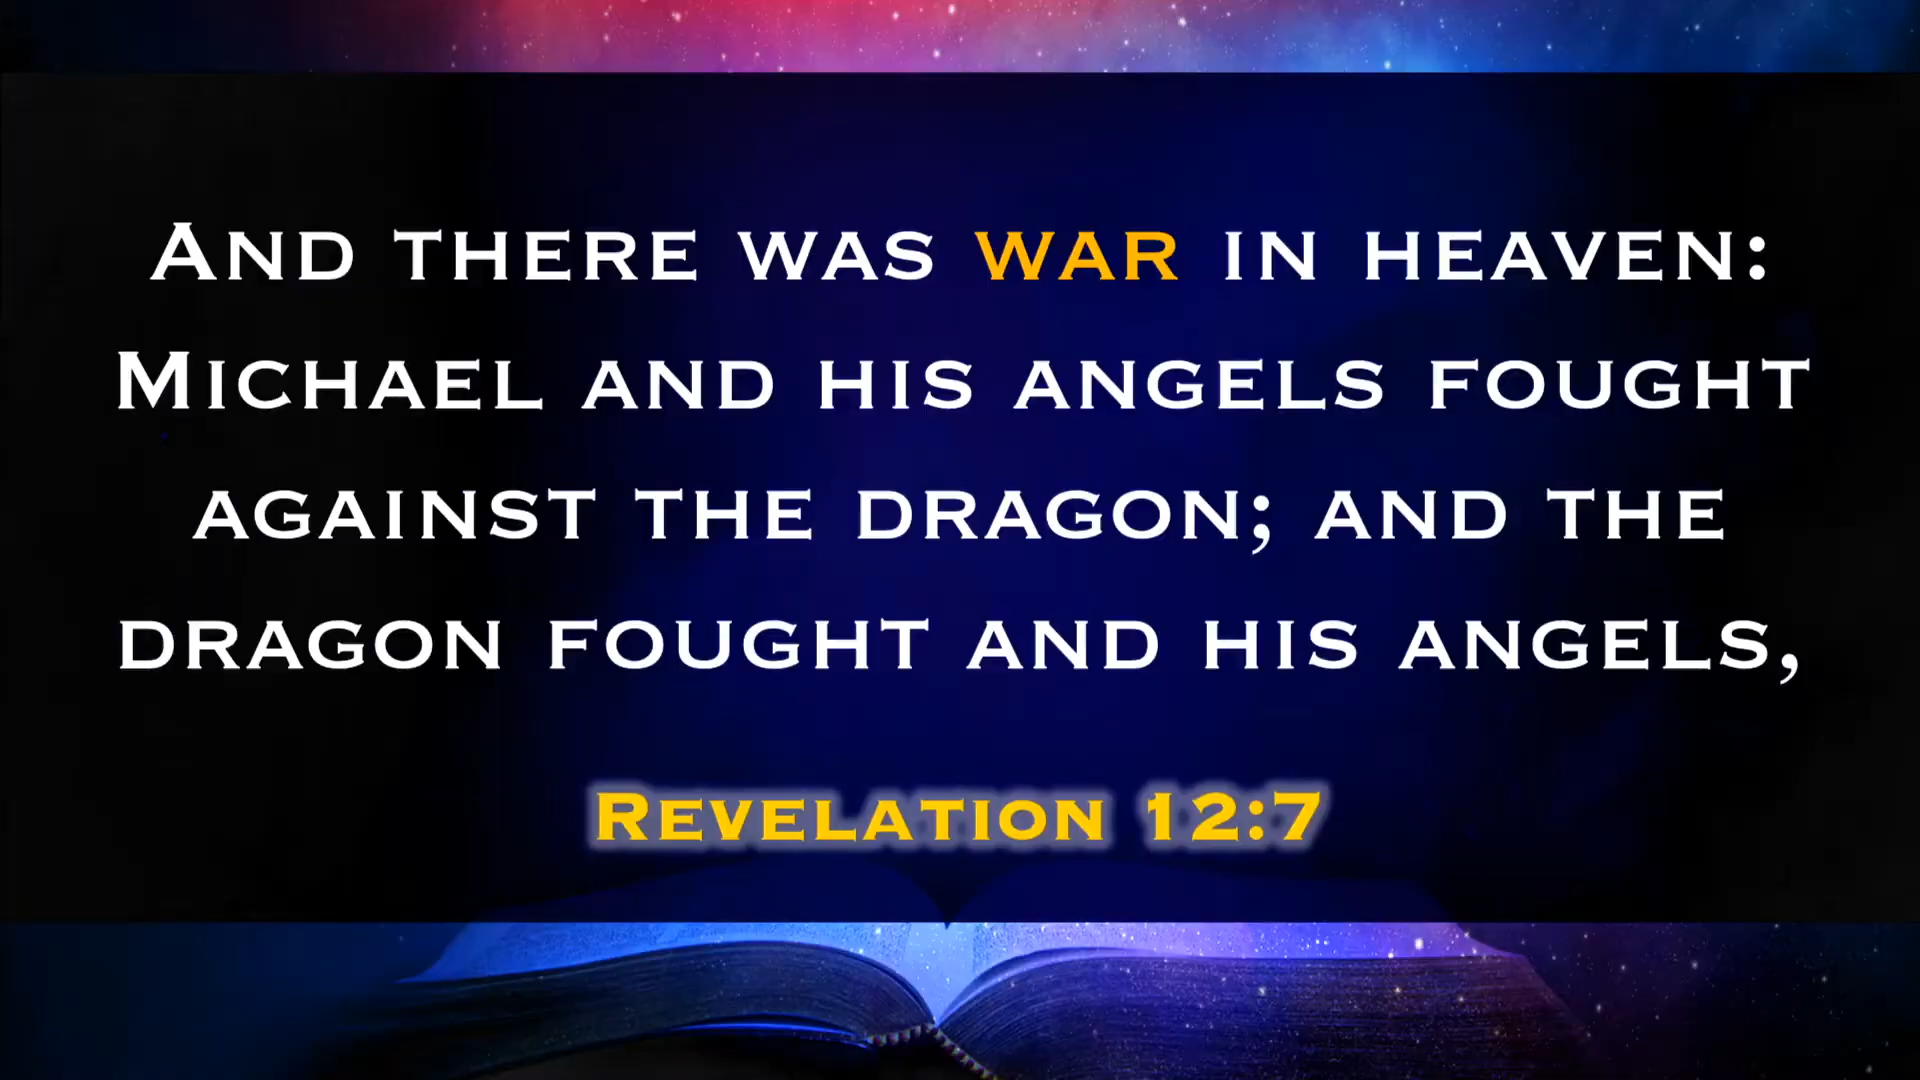 And there was war in heaven:
Michael and his angels fought
against the dragon; and the
dragon fought and his angels,
Revelation 12:7